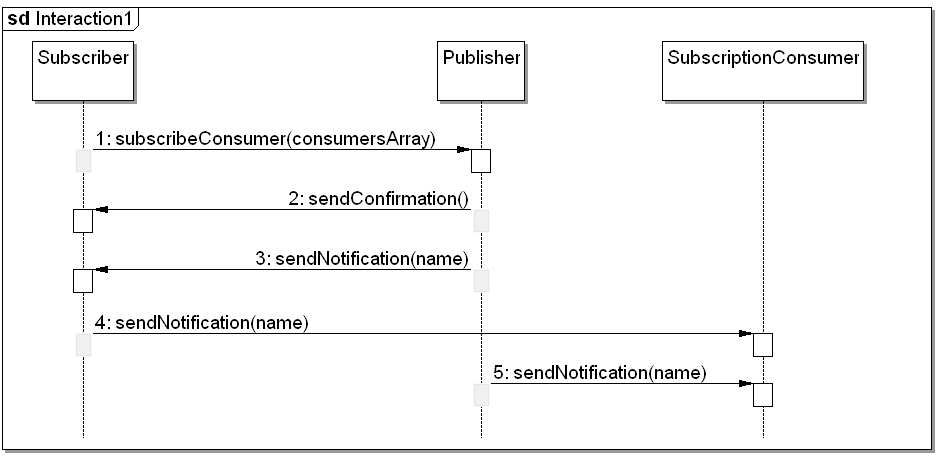 sd Interaction1
Subscriber
Publisher
SubscriptionConsumer
1: subscribeConsumer(consumersArray)
2: sendConfirmation()
3: sendNotification(name)
4: sendNotification(name)
5: sendNotification(name)